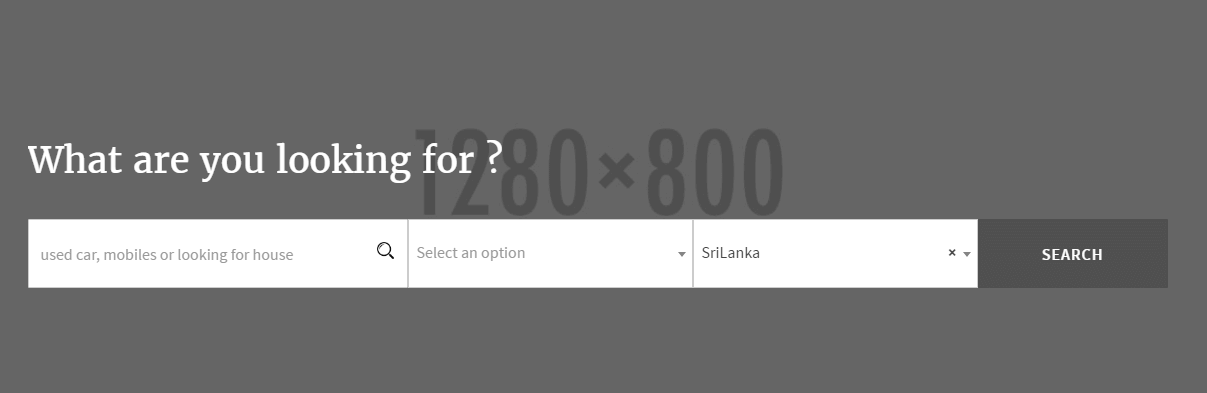 1280×800
What are you looking for ?
used car, mobiles or looking for house
Select an option
SriLanka ×
SEARCH